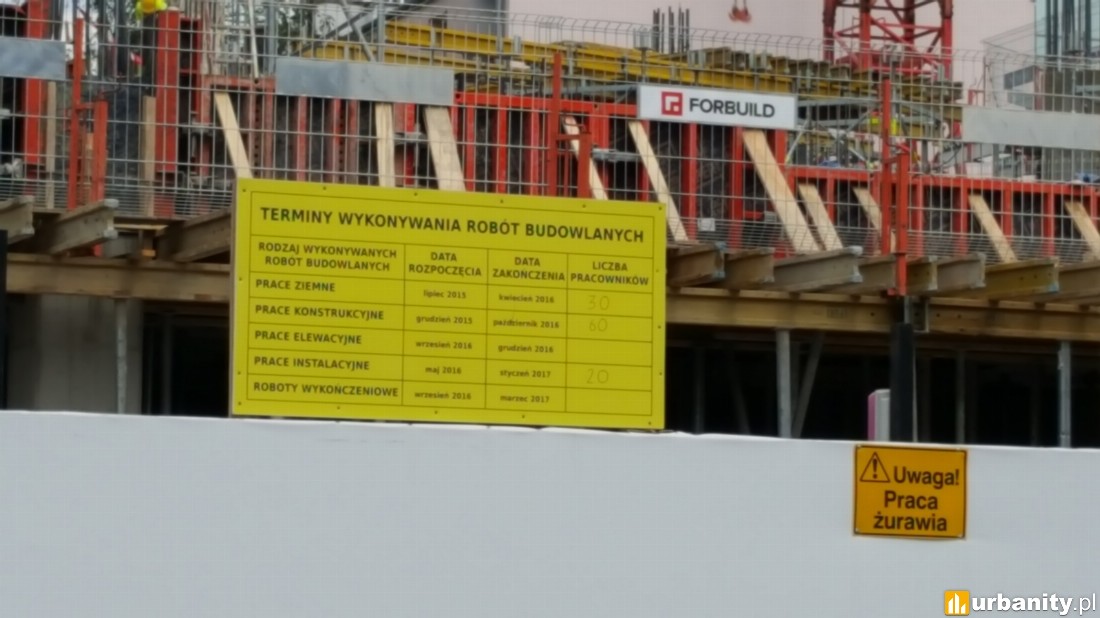 FORBUILD
TERMINY WYKONYWANIA ROBÓT BUDOWLANYCH
RODZAJ WYKONYWANYCH ROBÓT BUDOWLANYCH DATA ROZPOCZĘCIA DATA ZAKOŃCZENIA LICZBA PRACOWNIKÓW
PRACE ZIEMNE lipiec 2015 kwiecień 2016 30
PRACE KONSTRUKCYJNE grudzień 2015 październik 2016 60
PRACE ELEWACYJNE wrzesień 2016 grudzień 2016
PRACE INSTALACYJNE maj 2016 styczeń 2017 20
ROBOTY WYKOŃCZENIOWE wrzesień 2016 marzec 2017
Uwaga!
Praca
żurawia
urbanity.pl